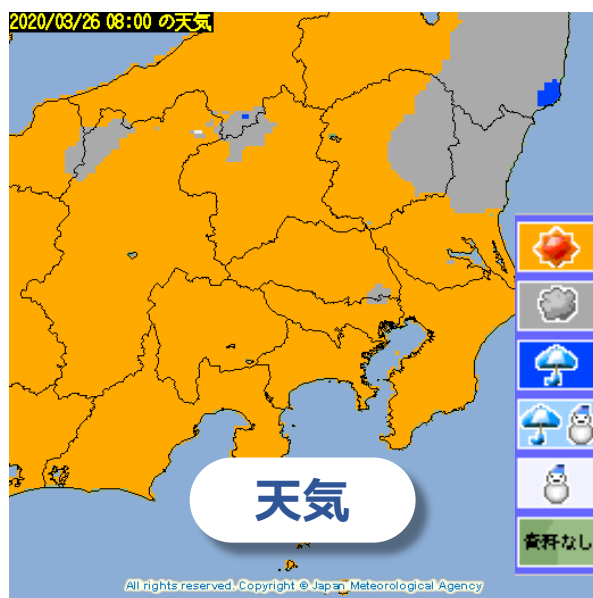 2020/03/26 08:00 の天気
資料なし
天気
All rights reserved. Copyright © Japan Meteorological Agency